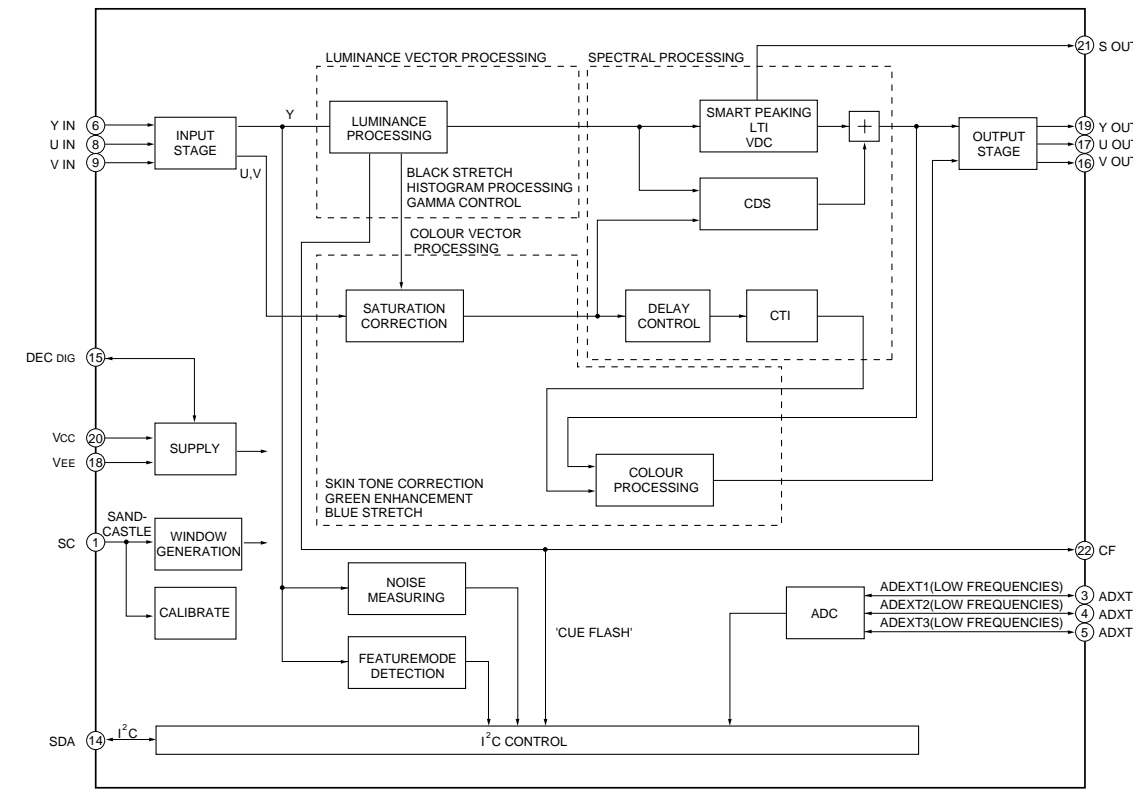 LUMINANCE VECTOR PROCESSING
SPECTRAL PROCESSING
21 S OUT
Y IN 6
U IN 8
V IN 9
INPUT
STAGE
Y
U,V
LUMINANCE
PROCESSING
BLACK STRETCH
HISTOGRAM PROCESSING
GAMMA CONTROL
SMART PEAKING
LTI
VDC
+
CDS
OUTPUT
STAGE
19 Y OUT
17 U OUT
16 V OUT
COLOUR VECTOR
PROCESSING
SATURATION
CORRECTION
DELAY
CONTROL
CTI
DEC DIG 15
VCC 20
VEE 18
SUPPLY
COLOUR
PROCESSING
SKIN TONE CORRECTION
GREEN ENHANCEMENT
BLUE STRETCH
SC 1
SAND-
CASTLE
WINDOW
GENERATION
CALIBRATE
22 CF
NOISE
MEASURING
FEATUREMODE
DETECTION
'CUE FLASH'
ADC
ADEXT1(LOW FREQUENCIES) 3 ADXT
ADEXT2(LOW FREQUENCIES) 4 ADXT
ADEXT3(LOW FREQUENCIES) 5 ADXT
SDA 14
I²C
I²C CONTROL